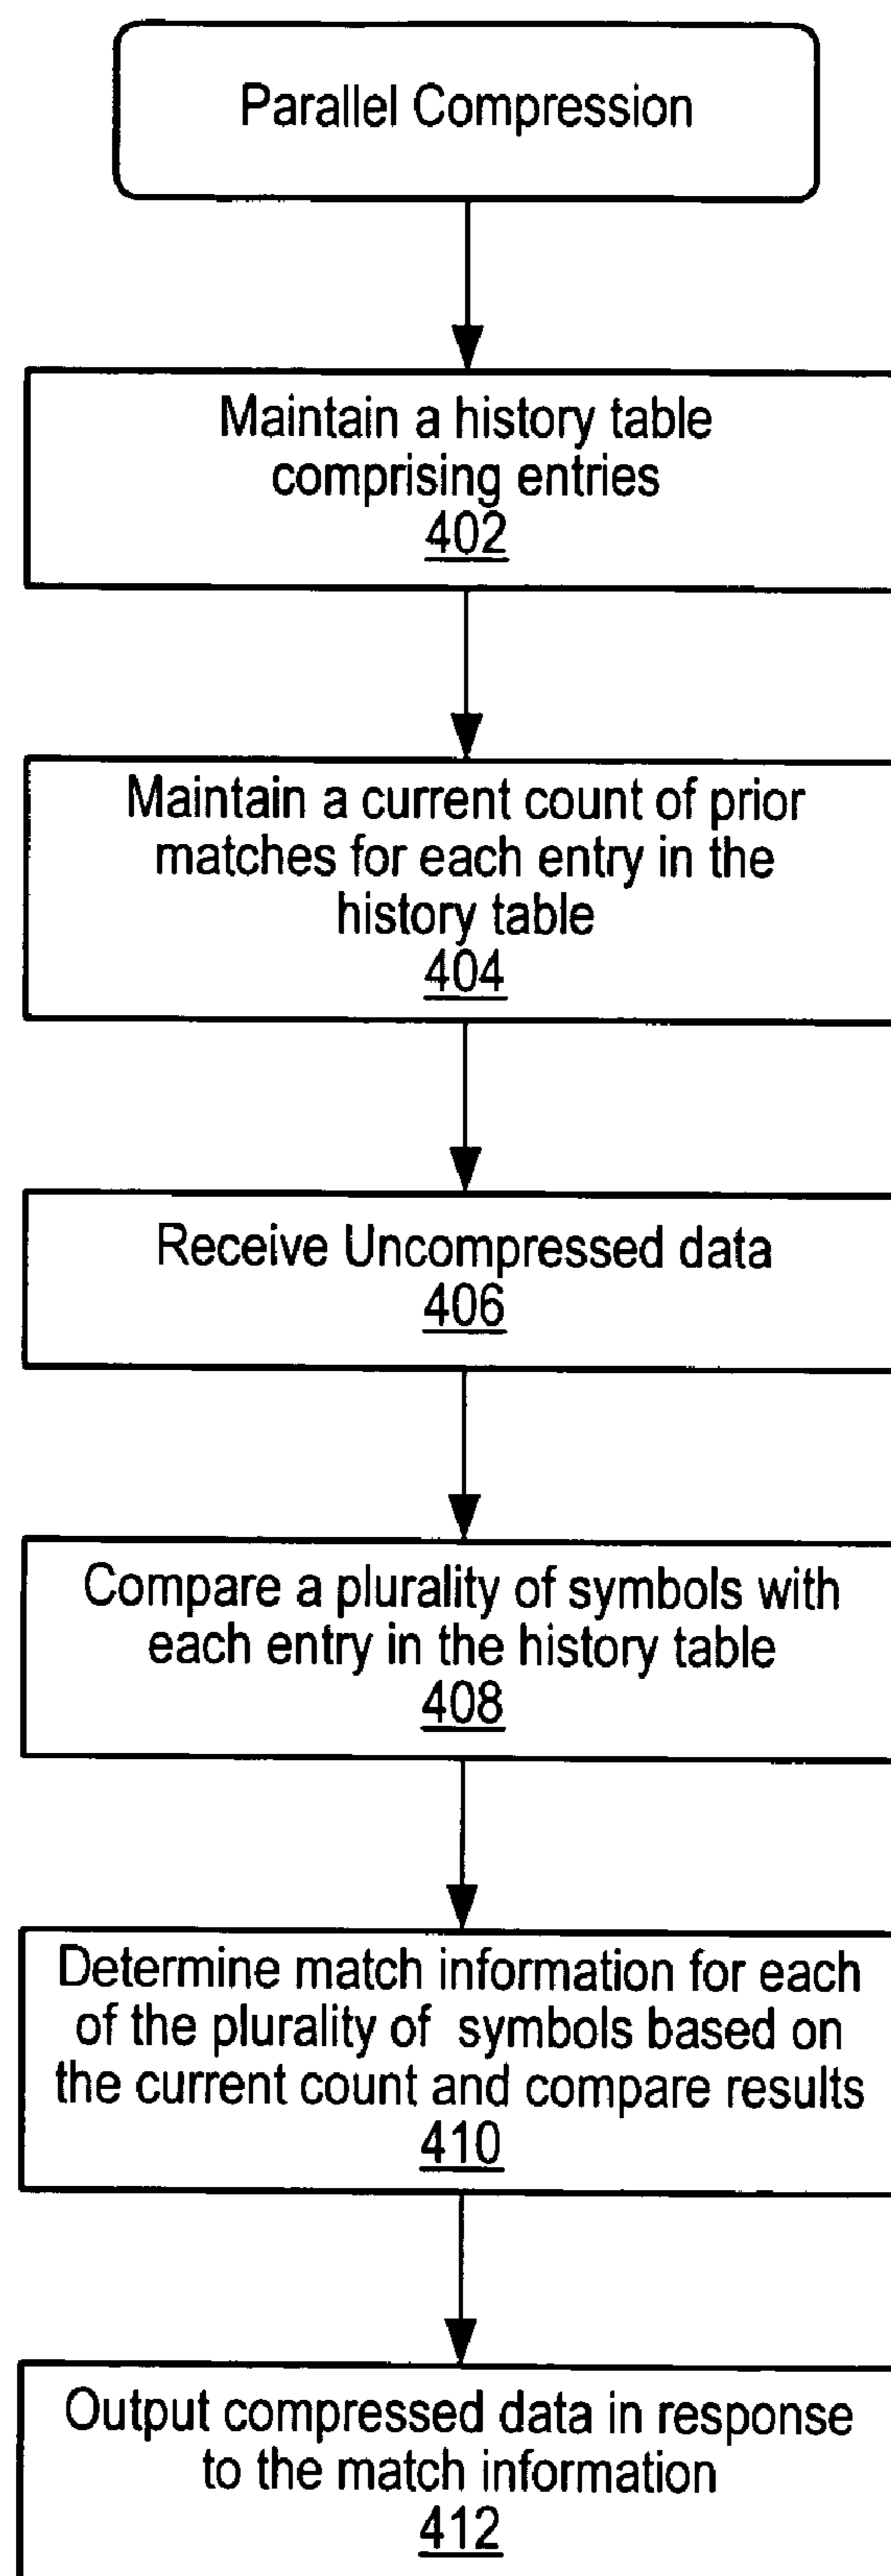 Parallel Compression
Maintain a history table
comprising entries
402
Maintain a current count of prior
matches for each entry in the
history table
404
Receive Uncompressed data
406
Compare a plurality of symbols with
each entry in the history table
408
Determine match information for each
of the plurality of symbols based on
the current count and compare results
410
Output compressed data in response
to the match information
412